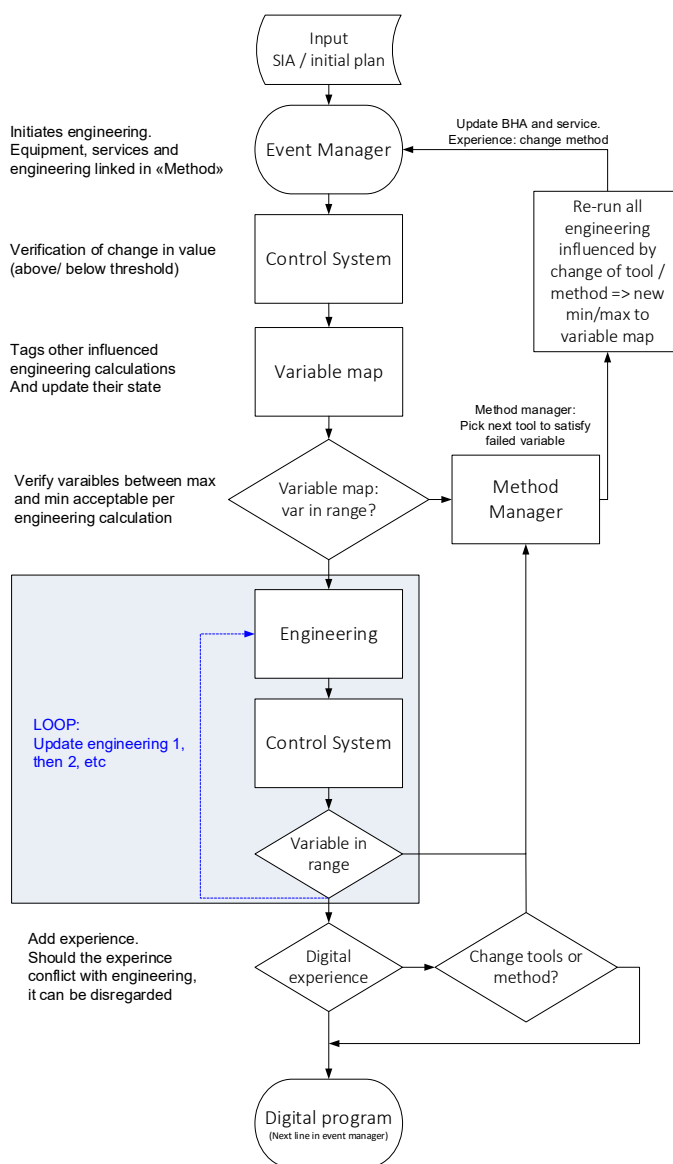 Input
SIA / initial plan
Initiates engineering.
Equipment, services and
engineering linked in «Method»
Event Manager
Update BHA and service.
Experience: change method
Re-run all
engineering
influenced by
change of tool /
method => new
min/max to
variable map
Verification of change in value
(above/ below threshold)
Control System
Tags other influenced
engineering calculations
And update their state
Variable map
Method manager:
Pick next tool to satisfy
failed variable
Verify varaibles between max
and min acceptable per
engineering calculation
Variable map:
var in range?
Method
Manager
Engineering
LOOP:
Update engineering 1,
then 2, etc
Control System
Variable in
range
Add experience.
Should the experince
conflict with engineering,
it can be disregarded
Digital
experience
Change tools or
method?
Digital program
(Next line in event manager)